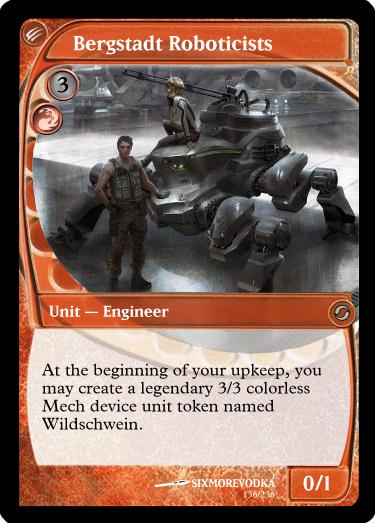 Bergstadt Roboticists
3
Unit — Engineer
At the beginning of your upkeep, you
may create a legendary 3/3 colorless
Mech device unit token named
Wildschwein.
SIXMOREVODKA
136/236
0/1